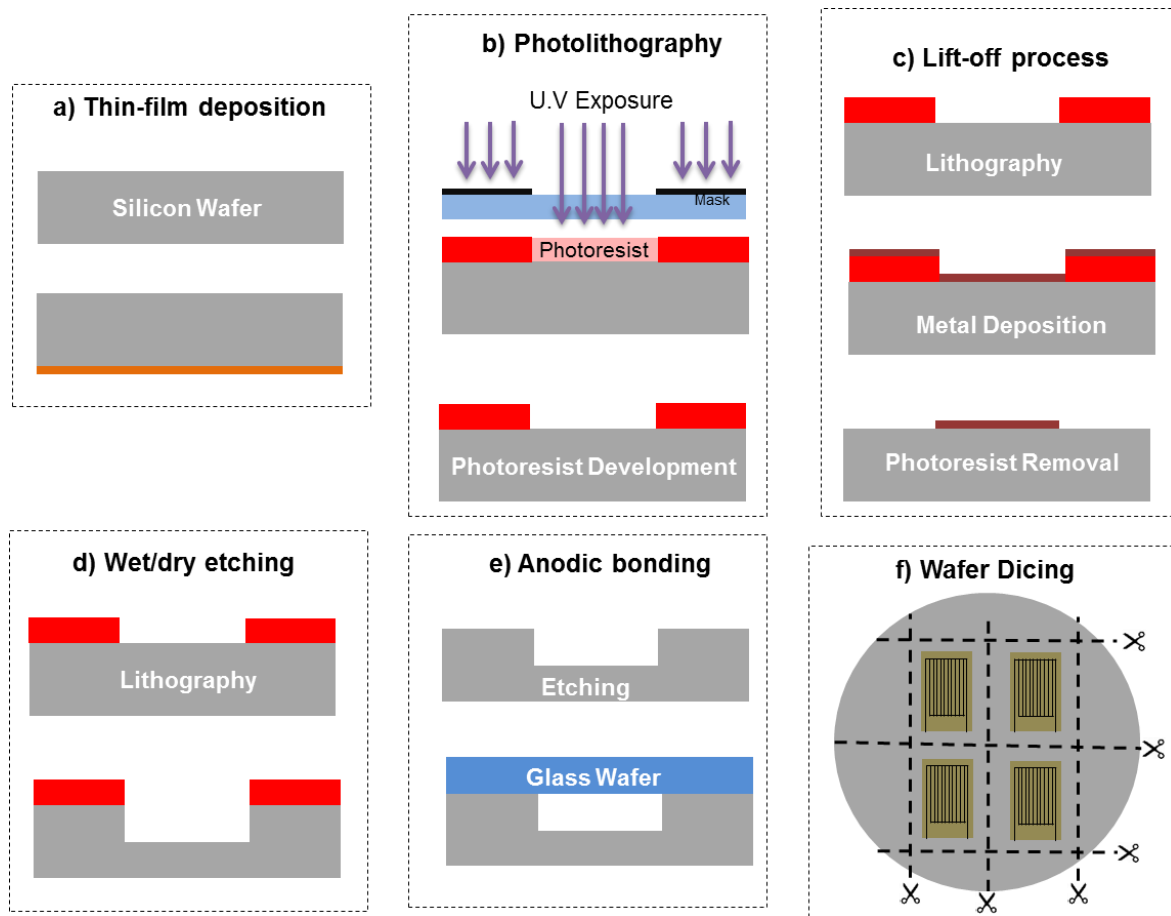 a) Thin-film deposition
Silicon Wafer
b) Photolithography
U.V Exposure
Mask
Photoresist
Photoresist Development
c) Lift-off process
Lithography
Metal Deposition
Photoresist Removal
d) Wet/dry etching
Lithography
e) Anodic bonding
Etching
Glass Wafer
f) Wafer Dicing